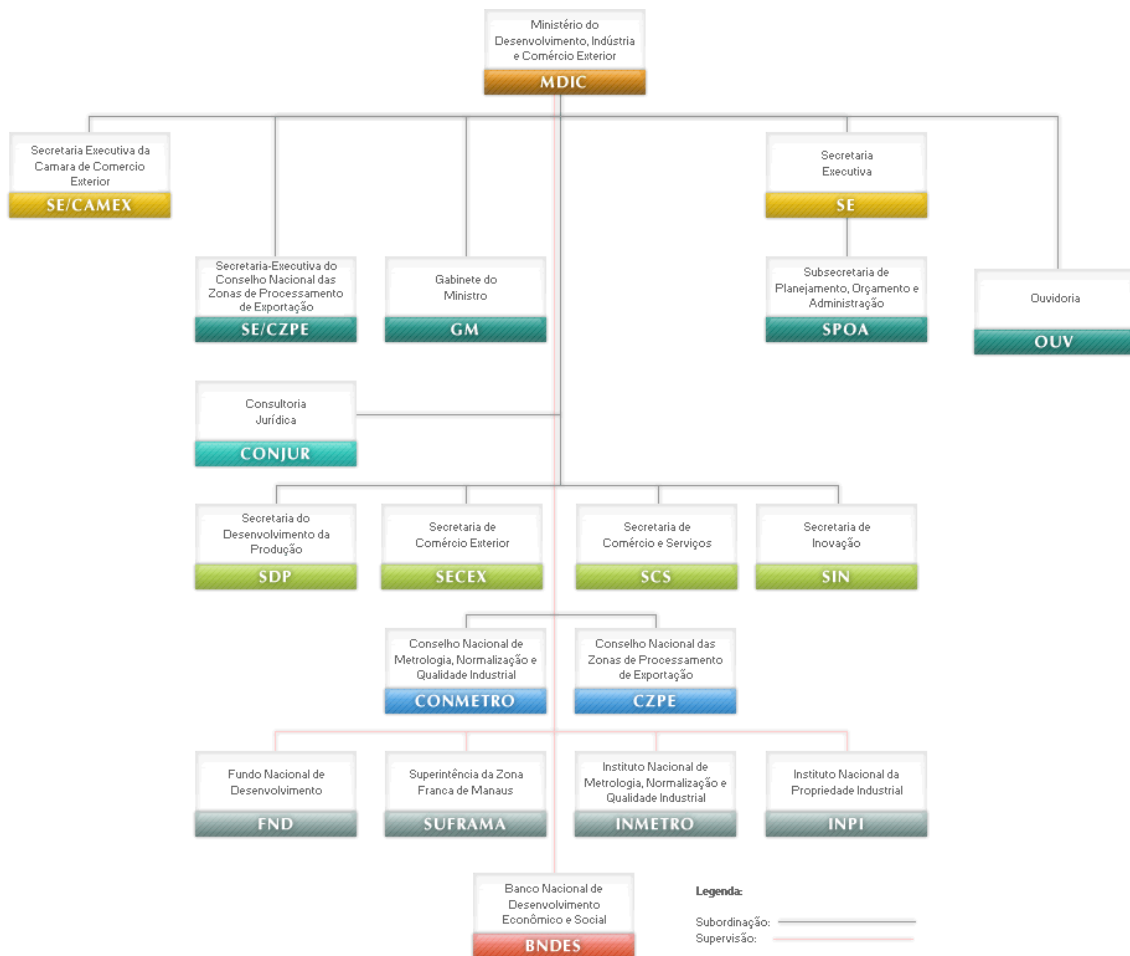 Ministério do
Desenvolvimento, Indústria
e Comércio Exterior
MDIC
Secretaria Executiva da
Camara de Comercio
Exterior
SE/CAMEX
Secretaria
Executiva
SE
Secretaria-Executiva do
Conselho Nacional das
Zonas de Processamento
de Exportação
SE/CZPE
Gabinete do
Ministro
GM
Subsecretaria de
Planejamento, Orçamento e
Administração
SPOA
Ouvidoria
OUV
Consultoria
Jurídica
CONJUR
Secretaria do
Desenvolvimento da
Produção
SDP
Secretaria de
Comércio Exterior
SECEX
Secretaria de
Comércio e Serviços
SCS
Secretaria de
Inovação
SIN
Conselho Nacional de
Metrologia, Normalização e
Qualidade Industrial
CONMETRO
Conselho Nacional das
Zonas de Processamento
de Exportação
CZPE
Fundo Nacional de
Desenvolvimento
FND
Superintência da Zona
Franca de Manaus
SUFRAMA
Instituto Nacional de
Metrologia, Normalização e
Qualidade Industrial
INMETRO
Instituto Nacional da
Propriedade Industrial
INPI
Banco Nacional de
Desenvolvimento
Econômico e Social
BNDES
Legenda:
Subordinação:
Supervisão: